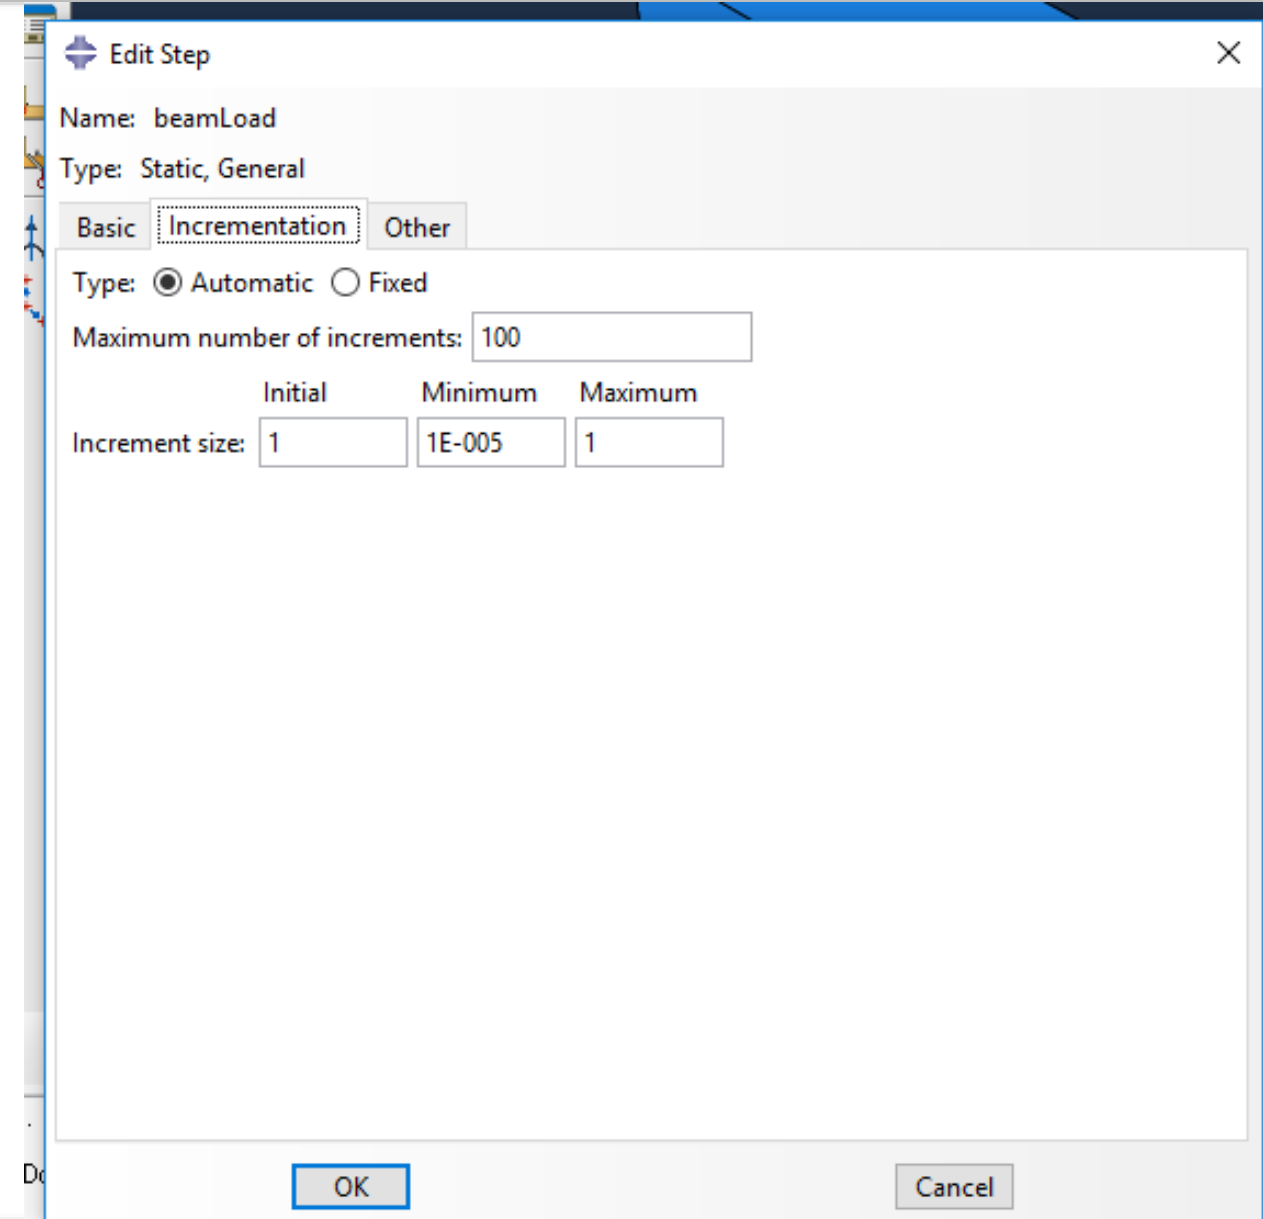 Edit Step
Name: beamLoad
Type: Static, General
Basic Incrementation Other
Type: Automatic Fixed
Maximum number of increments: 100
Initial Minimum Maximum
Increment size: 1 1E-005 1
OK Cancel